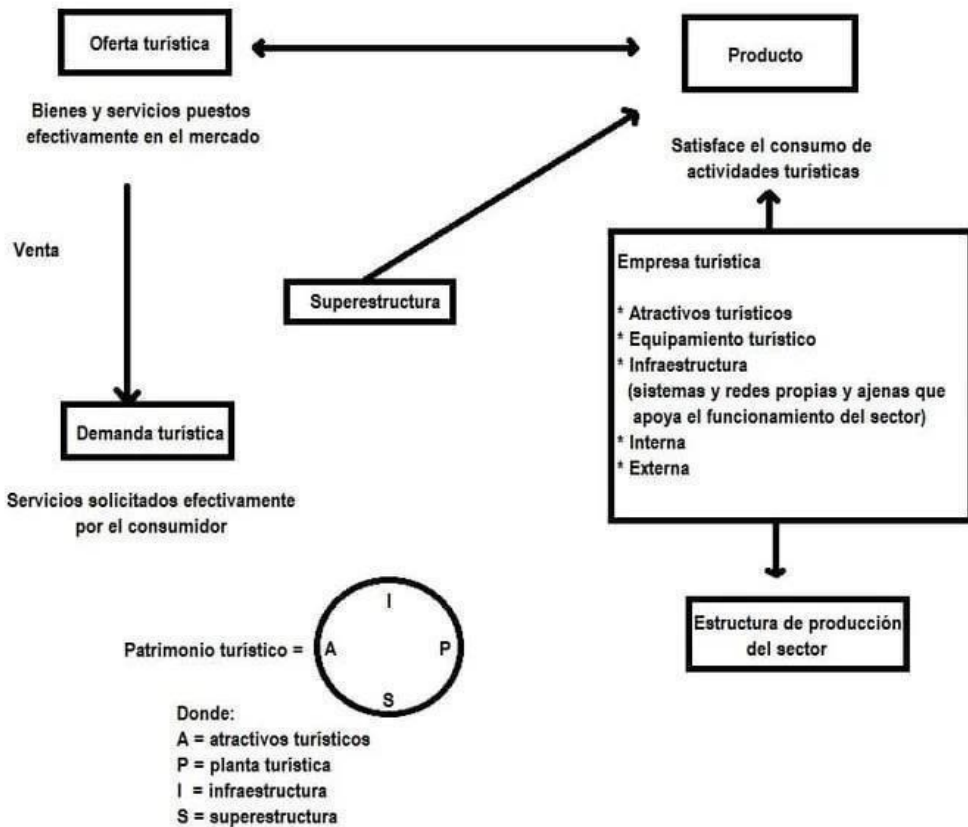 Oferta turística
Producto
Bienes y servicios puestos
efectivamente en el mercado
Satisface el consumo de
actividades turísticas
Venta
Superestructura
Empresa turística
* Atractivos turísticos
* Equipamiento turístico
* Infraestructura
(sistemas y redes propias y ajenas que
apoya el funcionamiento del sector)
* Interna
* Externa
Demanda turística
Servicios solicitados efectivamente
por el consumidor
Estructura de producción
del sector
Patrimonio turístico =
I
A
P
S
Donde:
A = atractivos turísticos
P = planta turística
I = infraestructura
S = superestructura